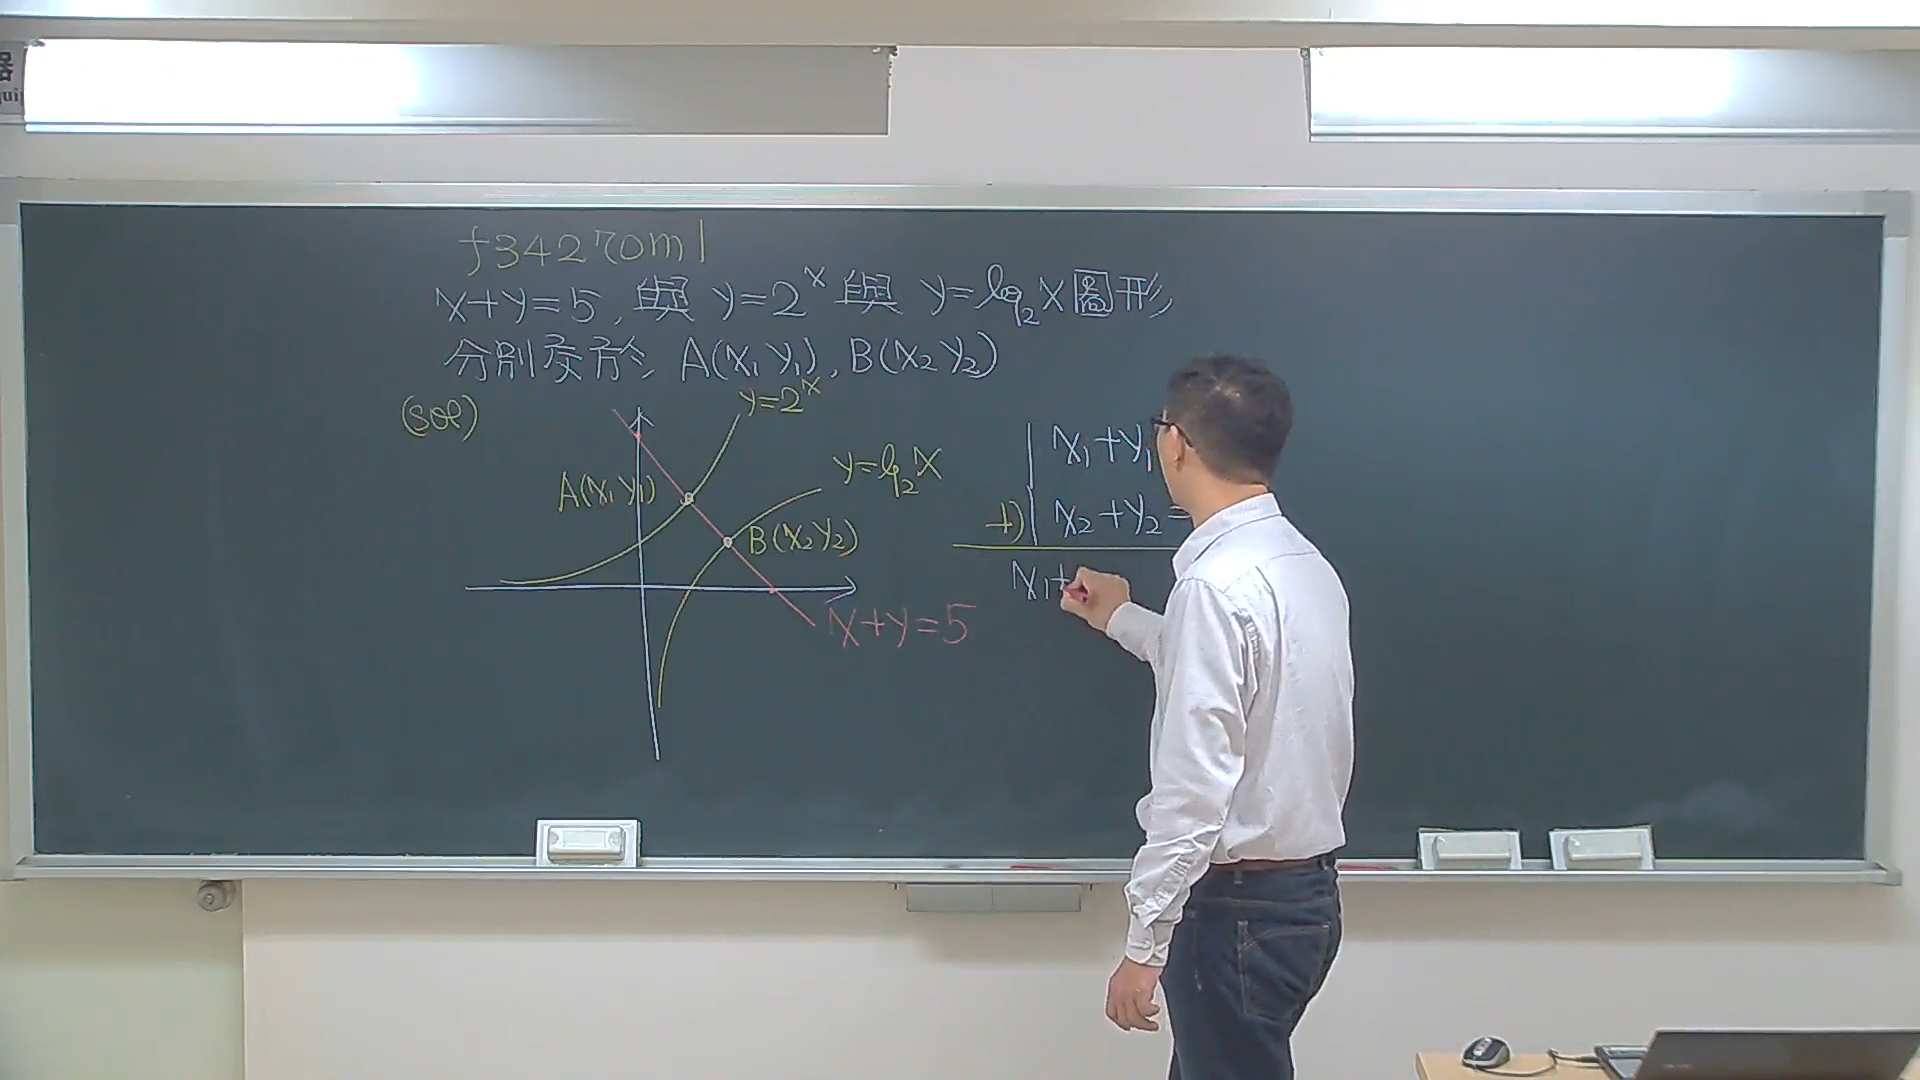 f34270m1
x+y=5, 與 y=2^x 與 y=log₂x 圖形,
分別交於, A(x₁ y₁), B(x₂ y₂)
(sol)
y=2^x
y=log₂x
A(x₁ y₁)
B(x₂ y₂)
x+y=5
x₁+y₁
+) x₂+y₂=
x₁+